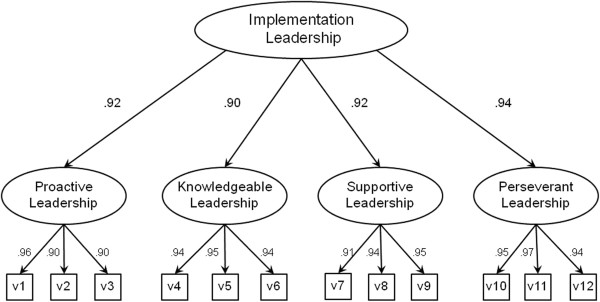 Implementation
Leadership
.92 .90 .92 .94
Proactive
Leadership
Knowledgeable
Leadership
Supportive
Leadership
Perseverant
Leadership
.96 .90 .90 .94 .95 .94 .91 .94 .95 .95 .97 .94
v1 v2 v3 v4 v5 v6 v7 v8 v9 v10 v11 v12